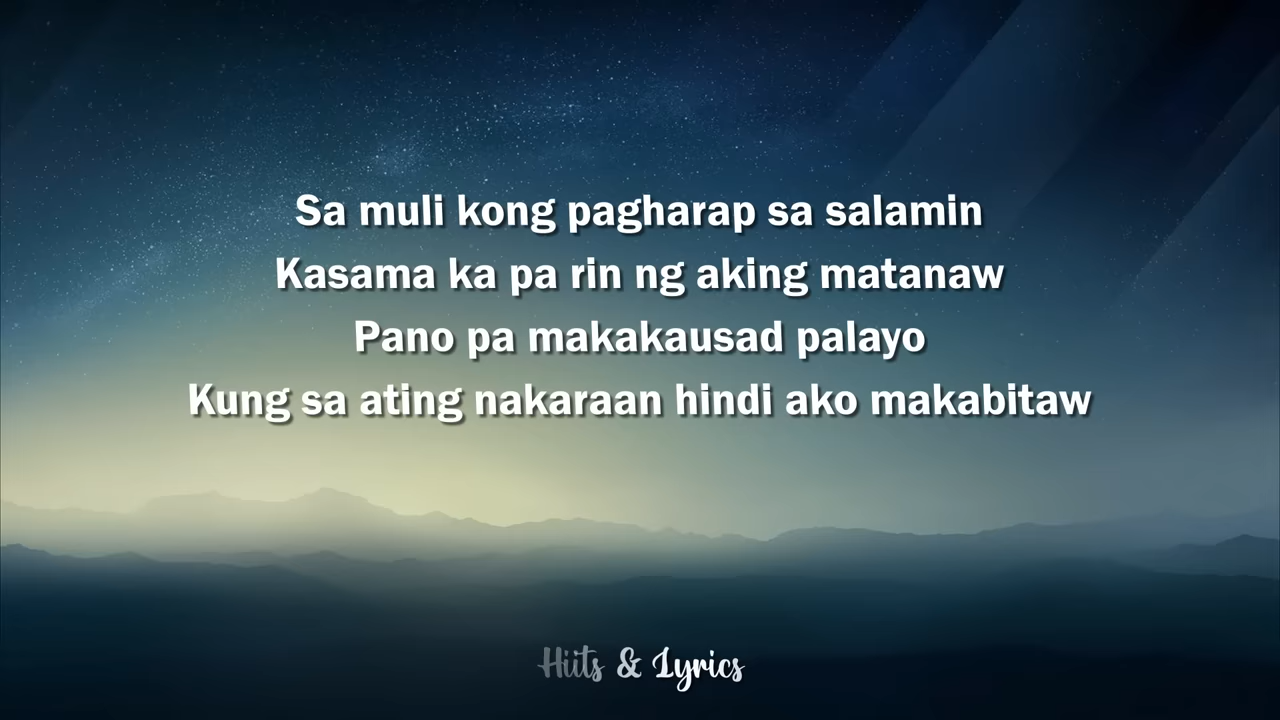 Sa muli kong pagharap sa salamin
Kasama ka pa rin ng aking matanaw
Pano pa makakausad palayo
Kung sa ating nakaraan hindi ako makabitaw
Hits & Lyrics